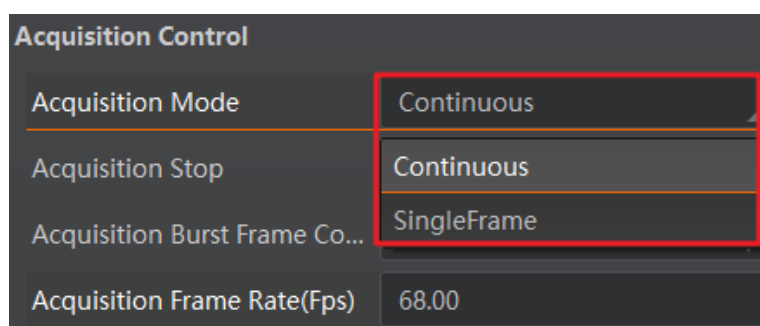 Acquisition Control
Acquisition Mode Continuous
Acquisition Stop Continuous
Acquisition Burst Frame Co... SingleFrame
Acquisition Frame Rate(Fps) 68.00